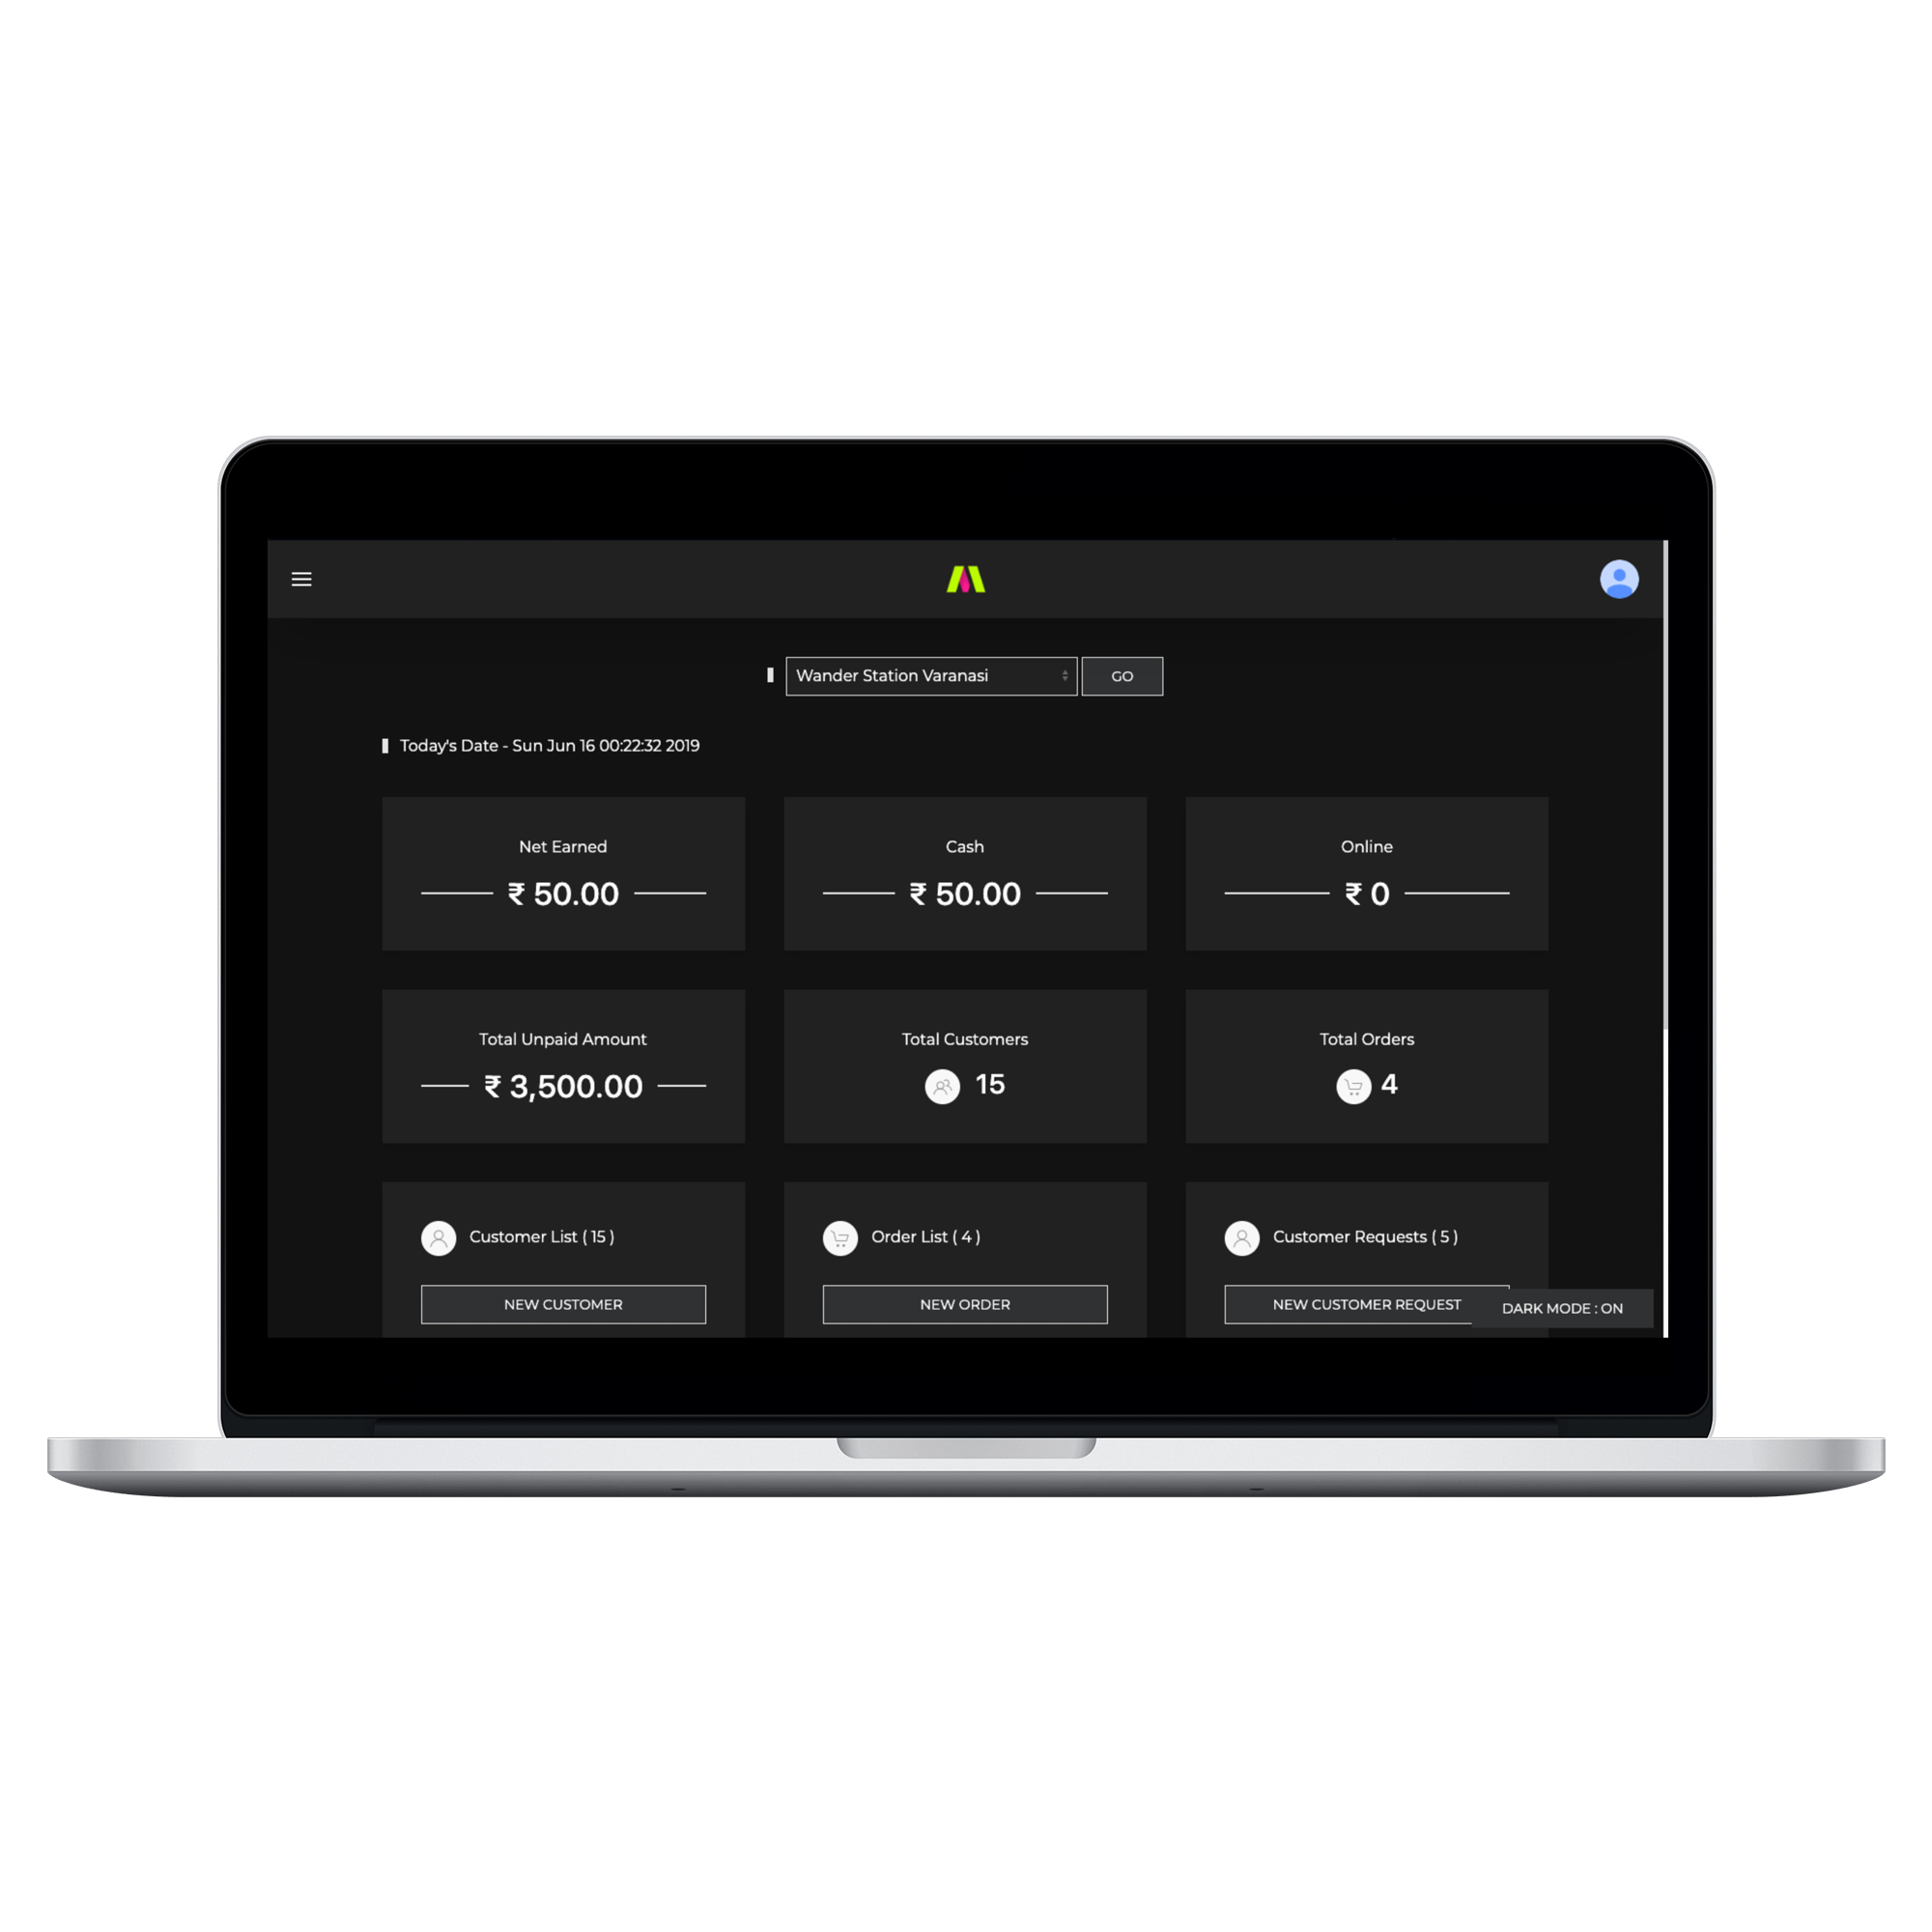 Wander Station Varanasi
GO
Today's Date - Sun Jun 16 00:22:32 2019
Net Earned
₹ 50.00
Cash
₹ 50.00
Online
₹ 0
Total Unpaid Amount
₹ 3,500.00
Total Customers
15
Total Orders
4
Customer List ( 15 )
NEW CUSTOMER
Order List ( 4 )
NEW ORDER
Customer Requests ( 5 )
NEW CUSTOMER REQUEST
DARK MODE : ON